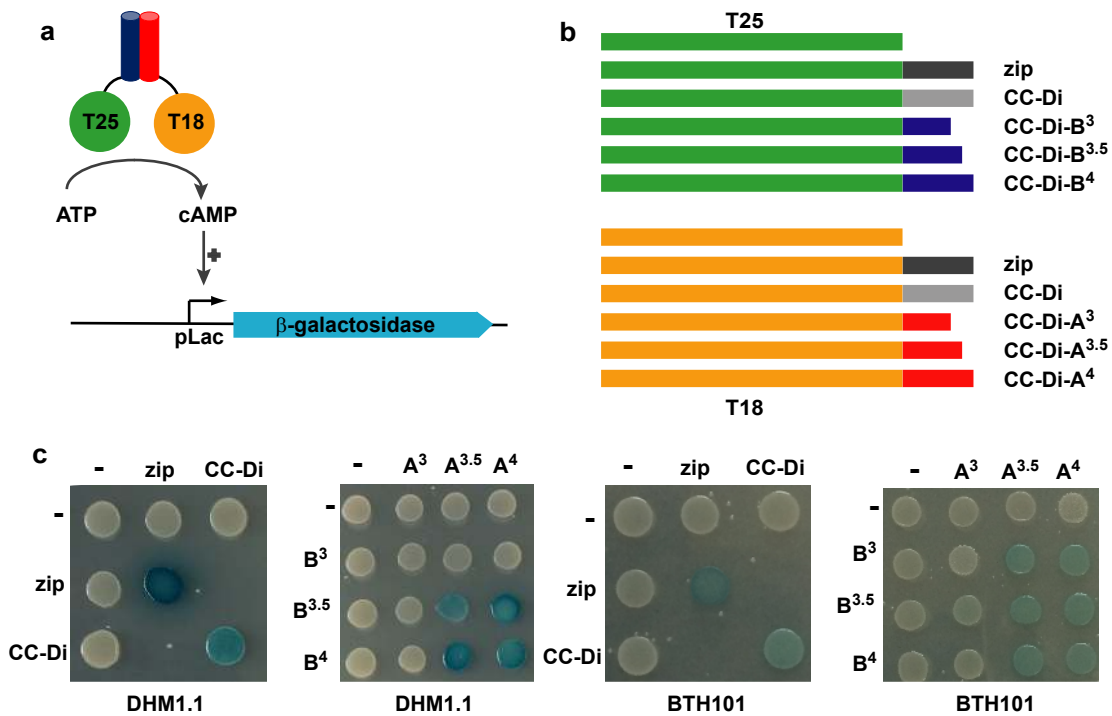 a
T25
T18
ATP
cAMP
+
pLac
β-galactosidase
b
T25
zip
CC-Di
CC-Di-B³
CC-Di-B³·⁵
CC-Di-B⁴
zip
CC-Di
CC-Di-A³
CC-Di-A³·⁵
CC-Di-A⁴
T18
c
- zip CC-Di
-
zip
CC-Di
DHM1.1
- A³ A³·⁵ A⁴
-
B³
B³·⁵
B⁴
DHM1.1
- zip CC-Di
-
zip
CC-Di
BTH101
- A³ A³·⁵ A⁴
-
B³
B³·⁵
B⁴
BTH101